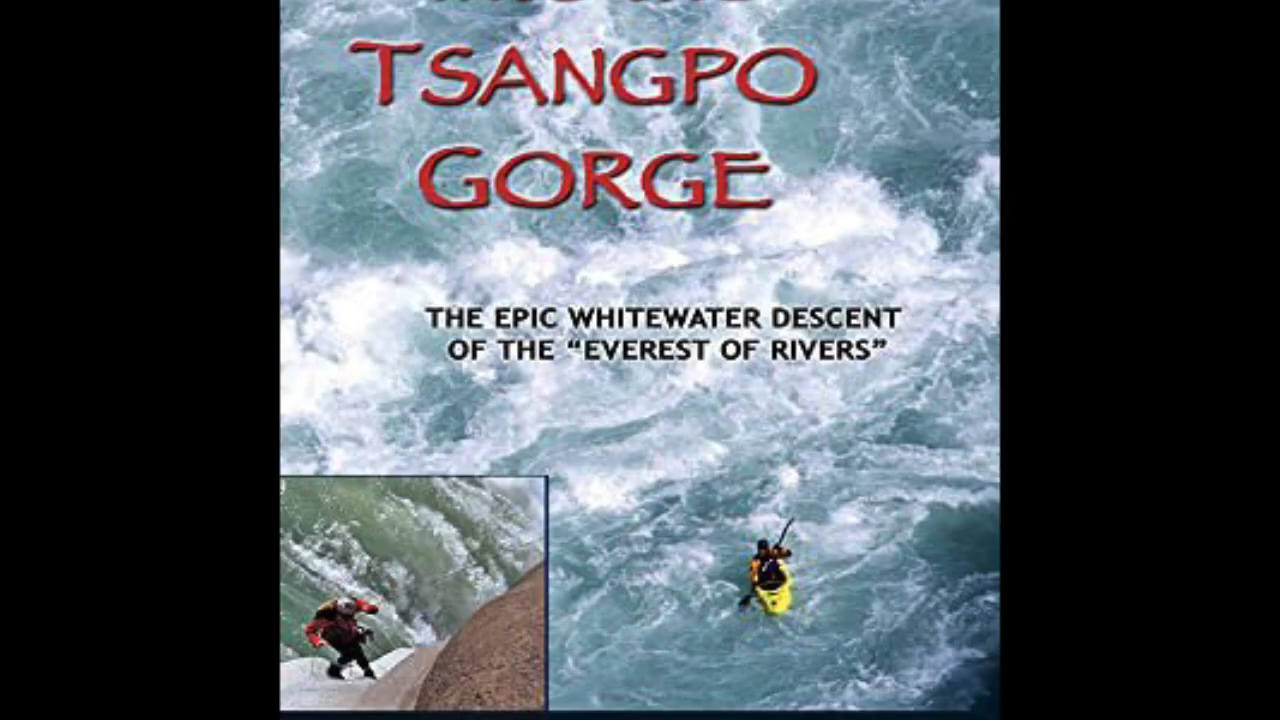 TSANGPO
GORGE
THE EPIC WHITEWATER DESCENT
OF THE “EVEREST OF RIVERS”